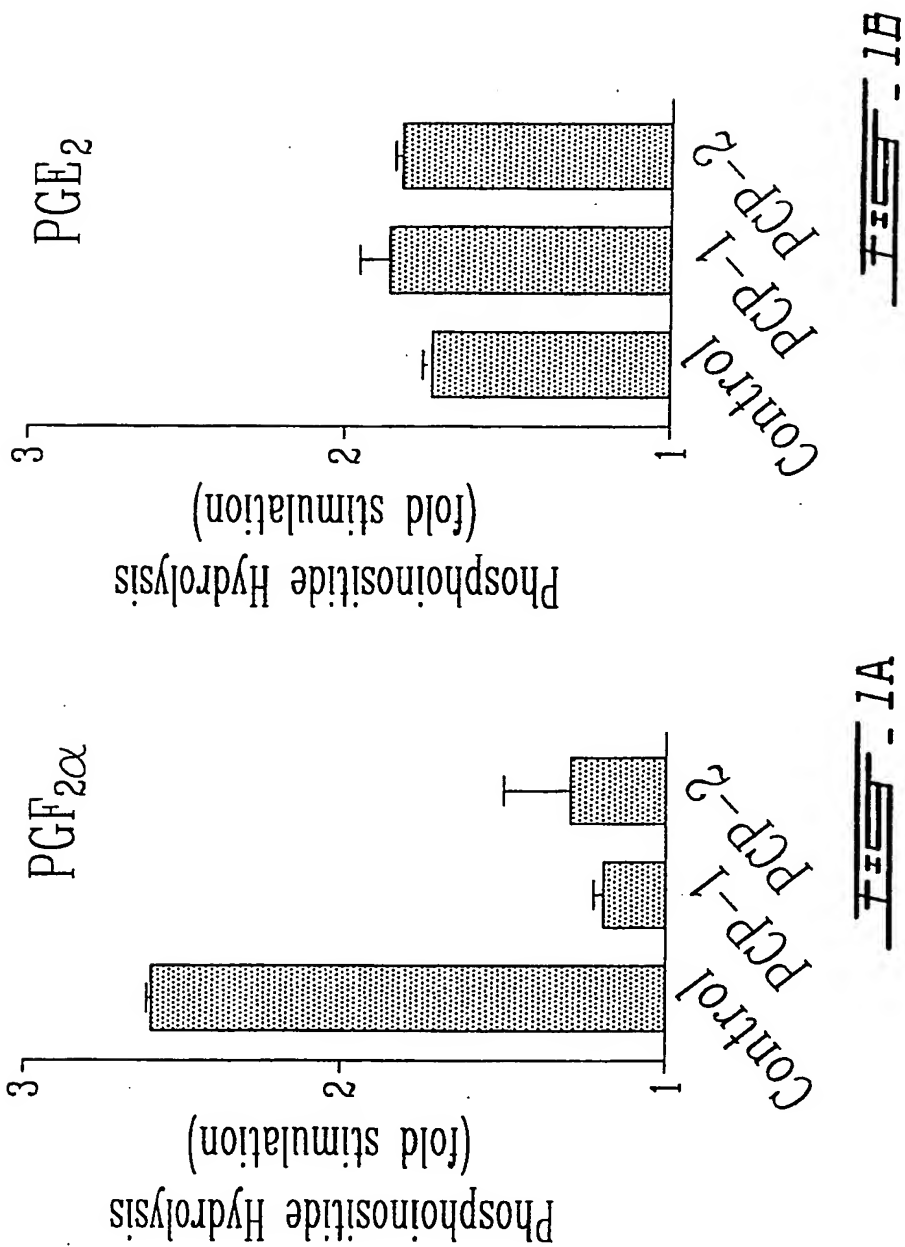 PGF2α
3
2
1
Phosphoinositide Hydrolysis
(fold stimulation)
Control
PCP-1
PCP-2
Fig - 1A
PGE2
3
2
1
Phosphoinositide Hydrolysis
(fold stimulation)
Control
PCP-1
PCP-2
Fig - 1B